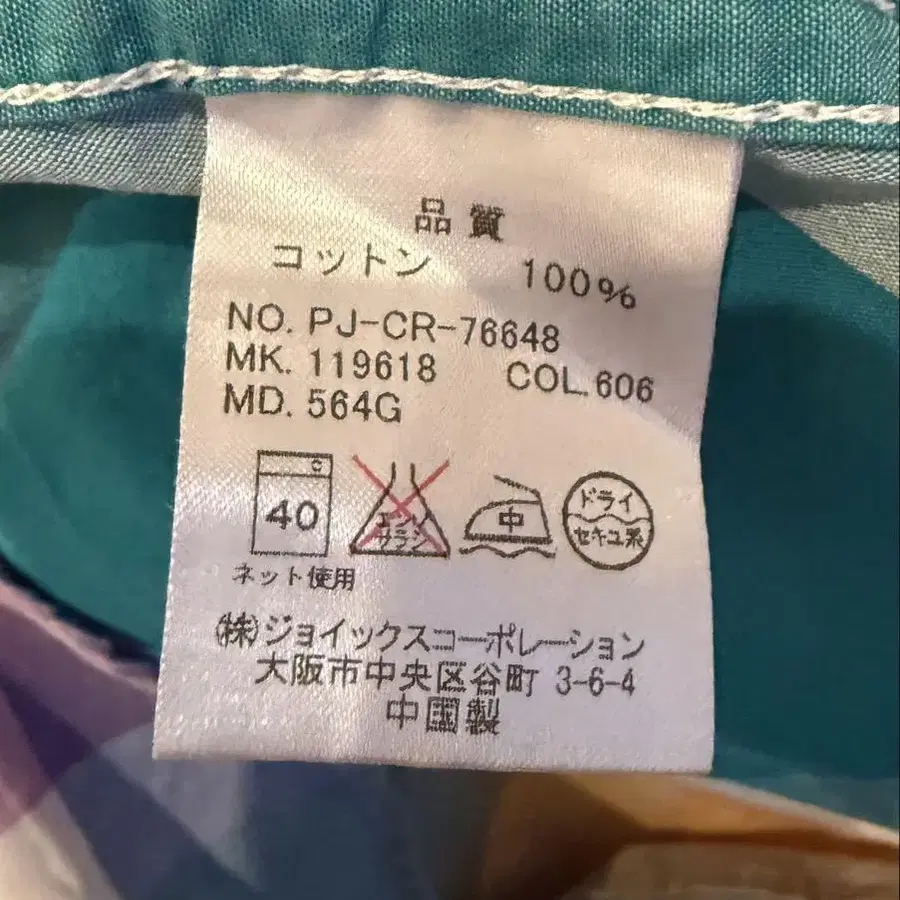 品質
コットン 100%
NO. PJ-CR-76648
MK. 119618 COL. 606
MD. 564G
40
エンソ
サラシ
中
ドライ
セキユ系
ネット使用
㈱ジョイックスコーポレーション
大阪市中央区谷町 3-6-4
中國製